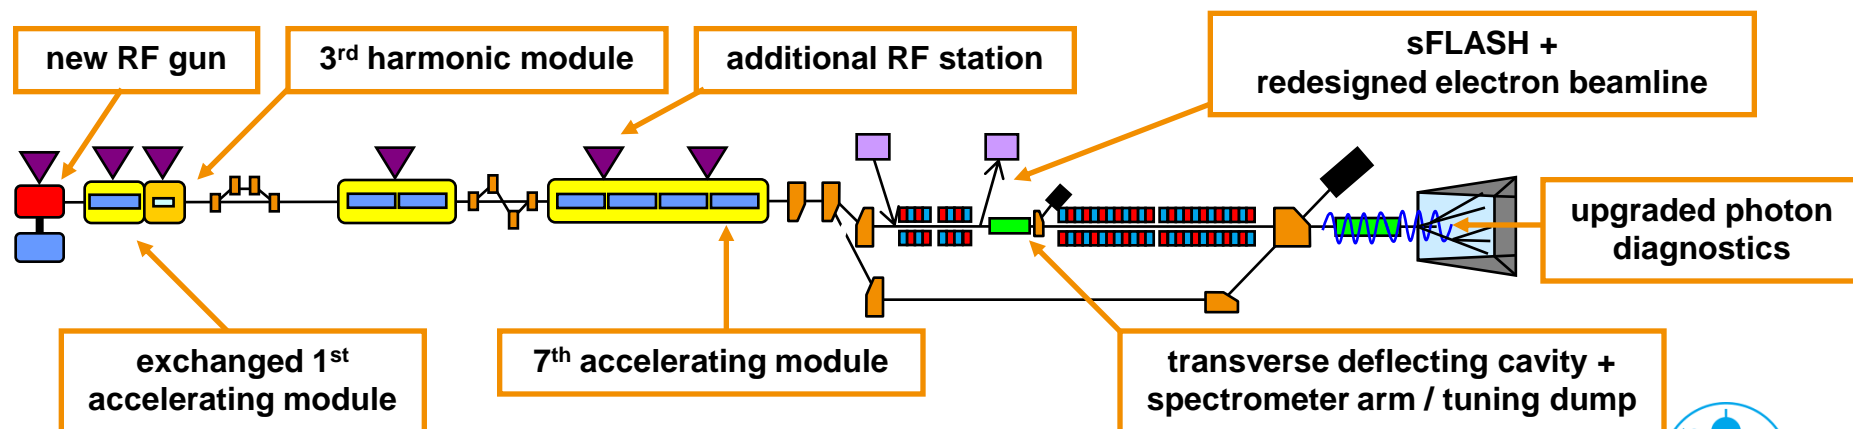 new RF gun
3rd harmonic module
additional RF station
sFLASH +
redesigned electron beamline
upgraded photon
diagnostics
exchanged 1st
accelerating module
7th accelerating module
transverse deflecting cavity +
spectrometer arm / tuning dump